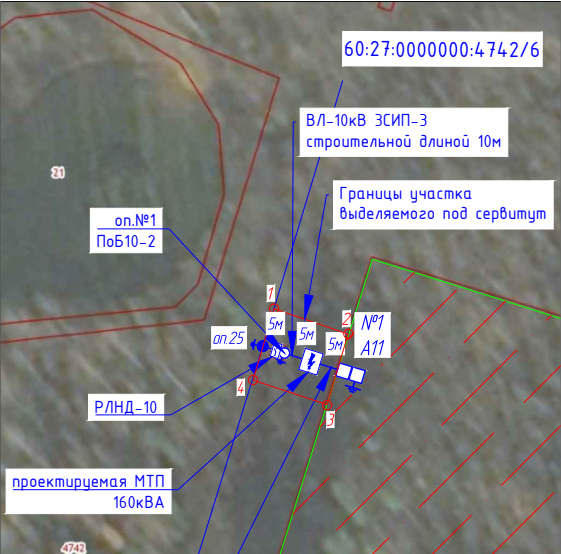 60:27:0000000:4742/6
ВЛ-10кВ 3СИП-3
строительной длиной 10м
21
Границы участка
выделяемого под сервитут
оп.№1
ПоБ10-2
1
5м
5м
2
№1
А11
оп.25
5м
4
РЛНД-10
3
проектируемая МТП
160кВА
4742